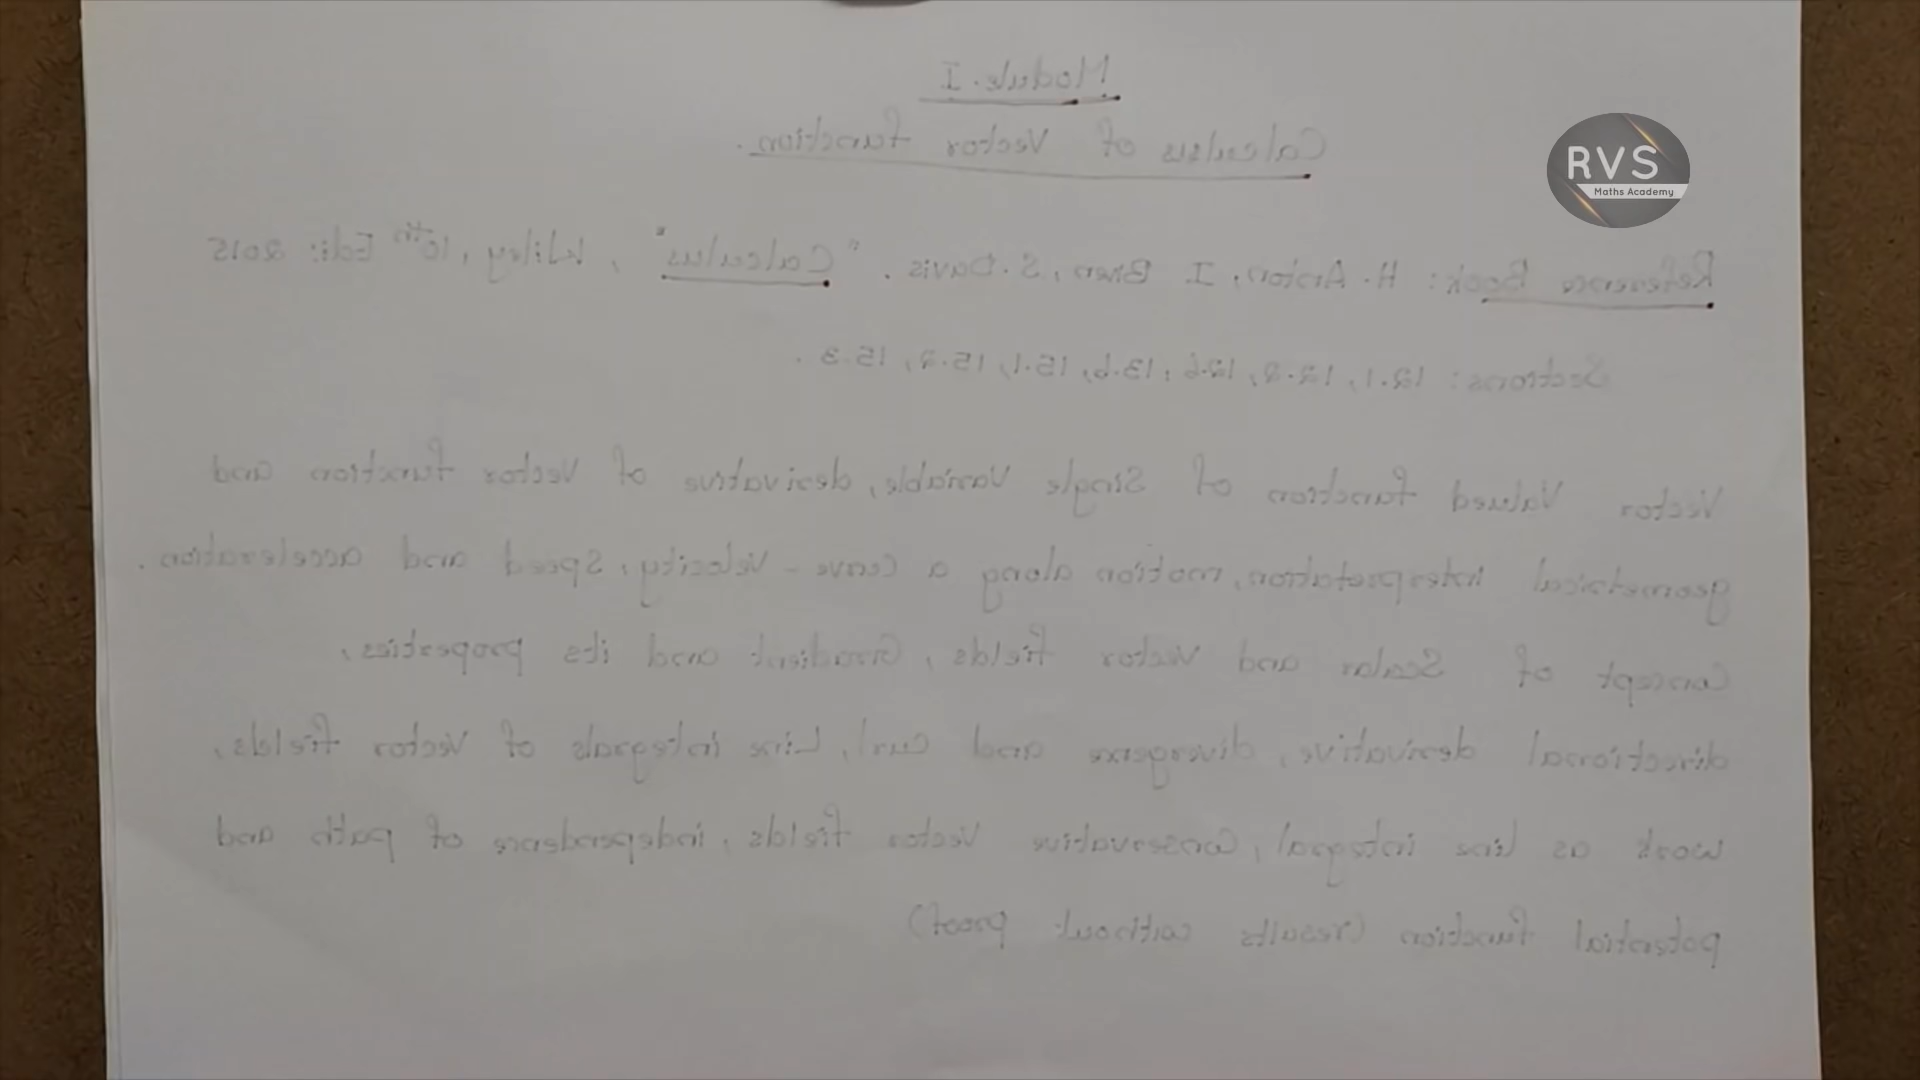 Module. I
Calculus of Vector function.
RVS
Maths Academy
Reference Book: H. Anton, I. Biren, S. Davis. "Calculus", Wiley, 10th Edi: 2015
Sections: 12.1, 12.2, 12.6, 13.6, 15.1, 15.2, 15.3.
Vector Valued function of Single Variable, derivative of Vector function and
geometrical interpretation, motion along a curve - Velocity, Speed and acceleration.
Concept of Scalar and Vector fields, Gradient and its properties,
directional derivative, divergence and curl, Line integrals of Vector fields,
work as line integral, Conservative Vector fields, independence of path and
potential function (results without proof)